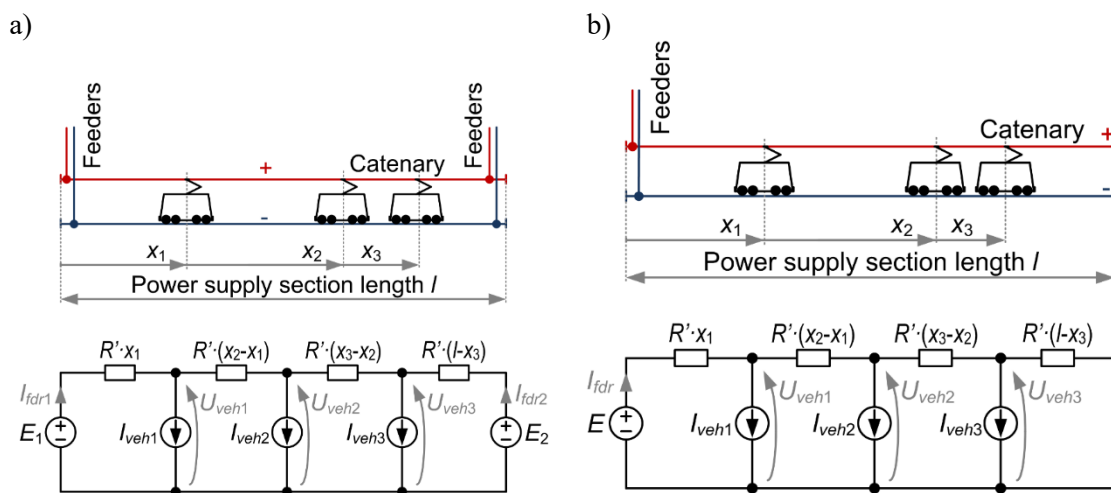 a)
Feeders
Feeders
+
Catenary
-
x1
x2
x3
Power supply section length l
R’·x1
R’·(x2-x1)
R’·(x3-x2)
R’·(l-x3)
Ifdr1
Uveh1
Uveh2
Uveh3
Ifdr2
E1
+
-
Iveh1
Iveh2
Iveh3
+
-
E2
b)
Feeders
Catenary
+
-
x1
x2
x3
Power supply section length l
R’·x1
R’·(x2-x1)
R’·(x3-x2)
R’·(l-x3)
Ifdr
Uveh1
Uveh2
Uveh3
E
+
-
Iveh1
Iveh2
Iveh3